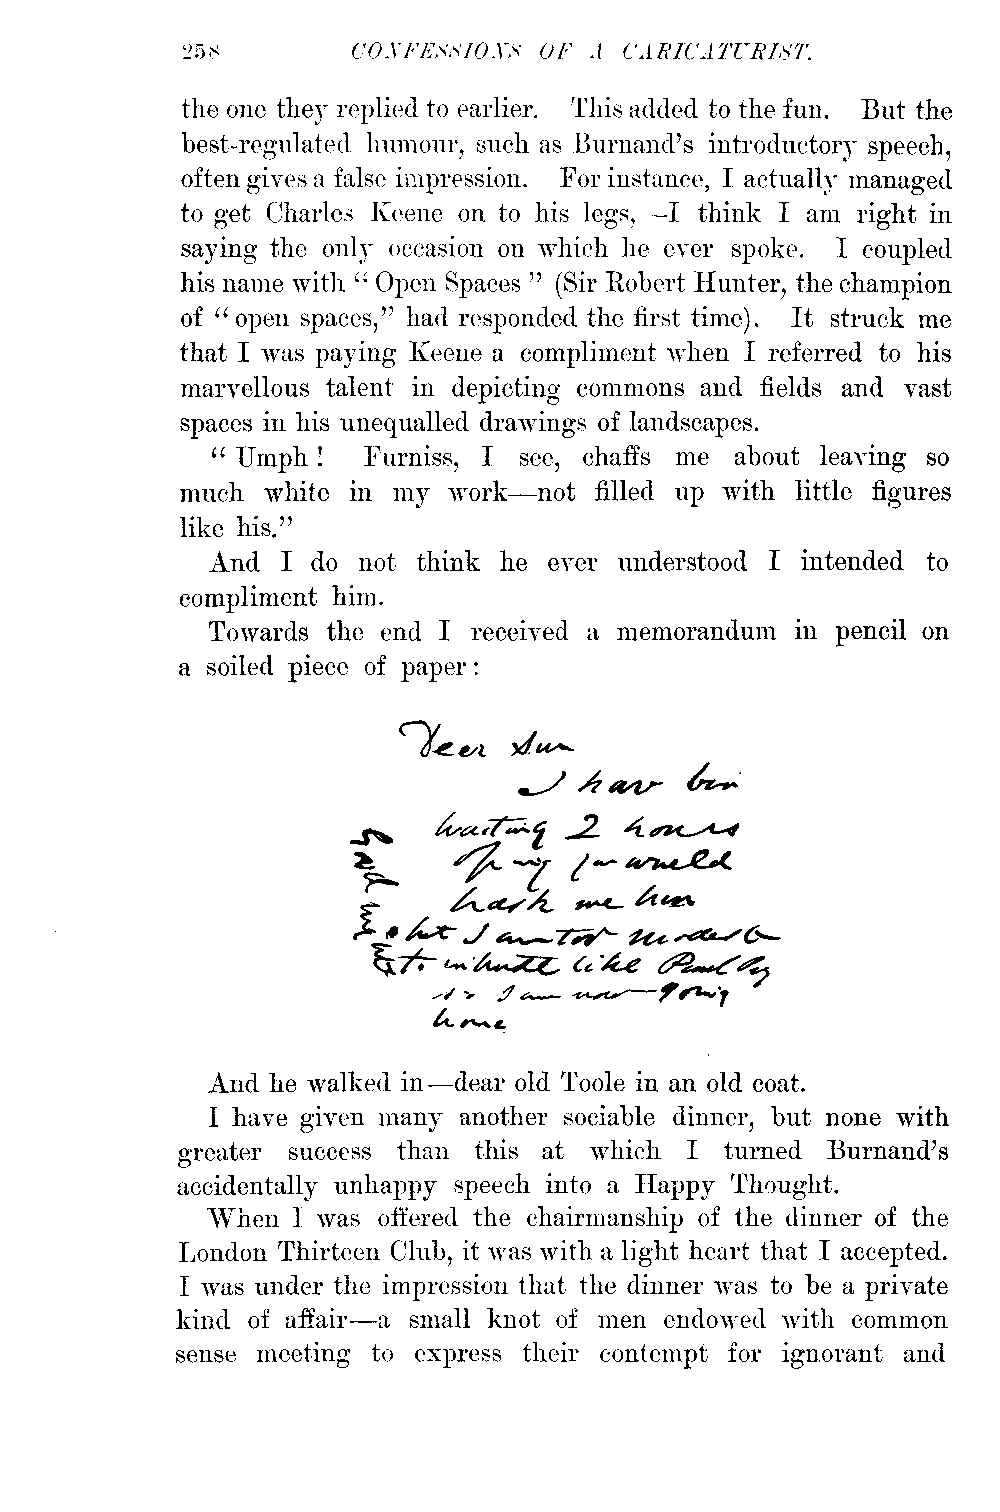 258 CONFESSIONS OF A CARICATURIST.
the one they replied to earlier. This added to the fun. But the
best-regulated humour, such as Burnand's introductory speech,
often gives a false impression. For instance, I actually managed
to get Charles Keene on to his legs, —I think I am right in
saying the only occasion on which he ever spoke. I coupled
his name with “ Open Spaces ” (Sir Robert Hunter, the champion
of “ open spaces,” had responded the first time). It struck me
that I was paying Keene a compliment when I referred to his
marvellous talent in depicting commons and fields and vast
spaces in his unequalled drawings of landscapes.
“ Umph ! Furniss, I see, chaffs me about leaving so
much white in my work—not filled up with little figures
like his.”
And I do not think he ever understood I intended to
compliment him.
Towards the end I received a memorandum in pencil on
a soiled piece of paper :
Deer Sur
I hav bin
waiting 2 hours
would
hask me hin
but I am too modest
to intrude like
so I am now going
home
And he walked in—dear old Toole in an old coat.
I have given many another sociable dinner, but none with
greater success than this at which I turned Burnand's
accidentally unhappy speech into a Happy Thought.
When I was offered the chairmanship of the dinner of the
London Thirteen Club, it was with a light heart that I accepted.
I was under the impression that the dinner was to be a private
kind of affair—a small knot of men endowed with common
sense meeting to express their contempt for ignorant and